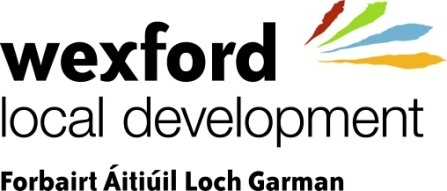 wexford
local development
Forbairt Áitiúil Loch Garman